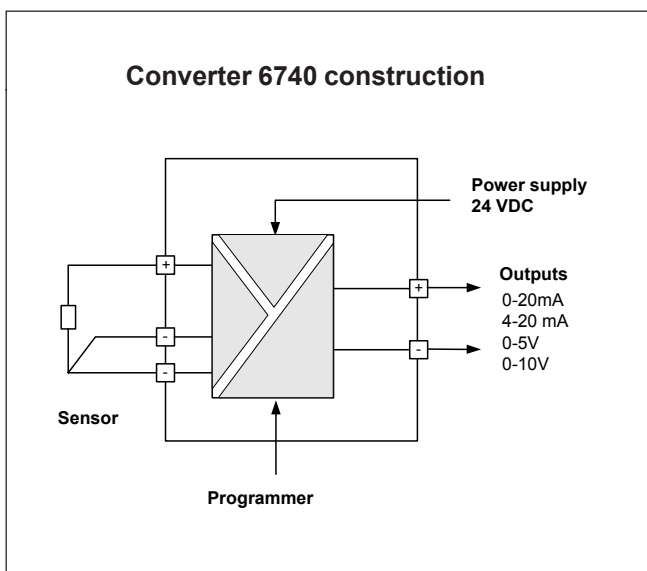 Converter 6740 construction
Power supply
24 VDC
+
+
Outputs
0-20mA
4-20 mA
0-5V
0-10V
-
-
-
Sensor
Programmer